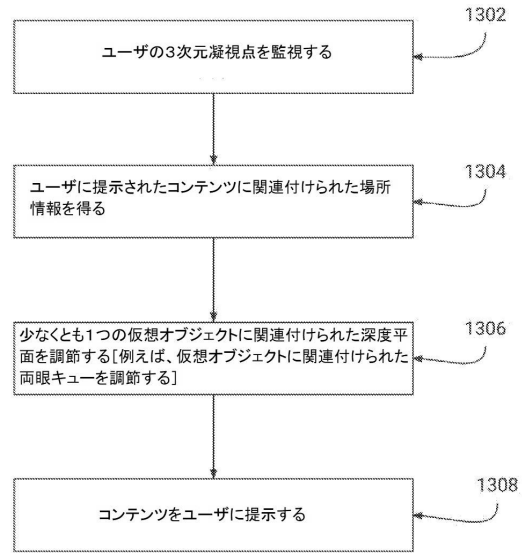 1302
ユーザの3次元凝視点を監視する
1304
ユーザに提示されたコンテンツに関連付けられた場所
情報を得る
1306
少なくとも1つの仮想オブジェクトに関連付けられた深度平
面を調節する[例えば、仮想オブジェクトに関連付けられた
両眼キューを調節する]
1308
コンテンツをユーザに提示する